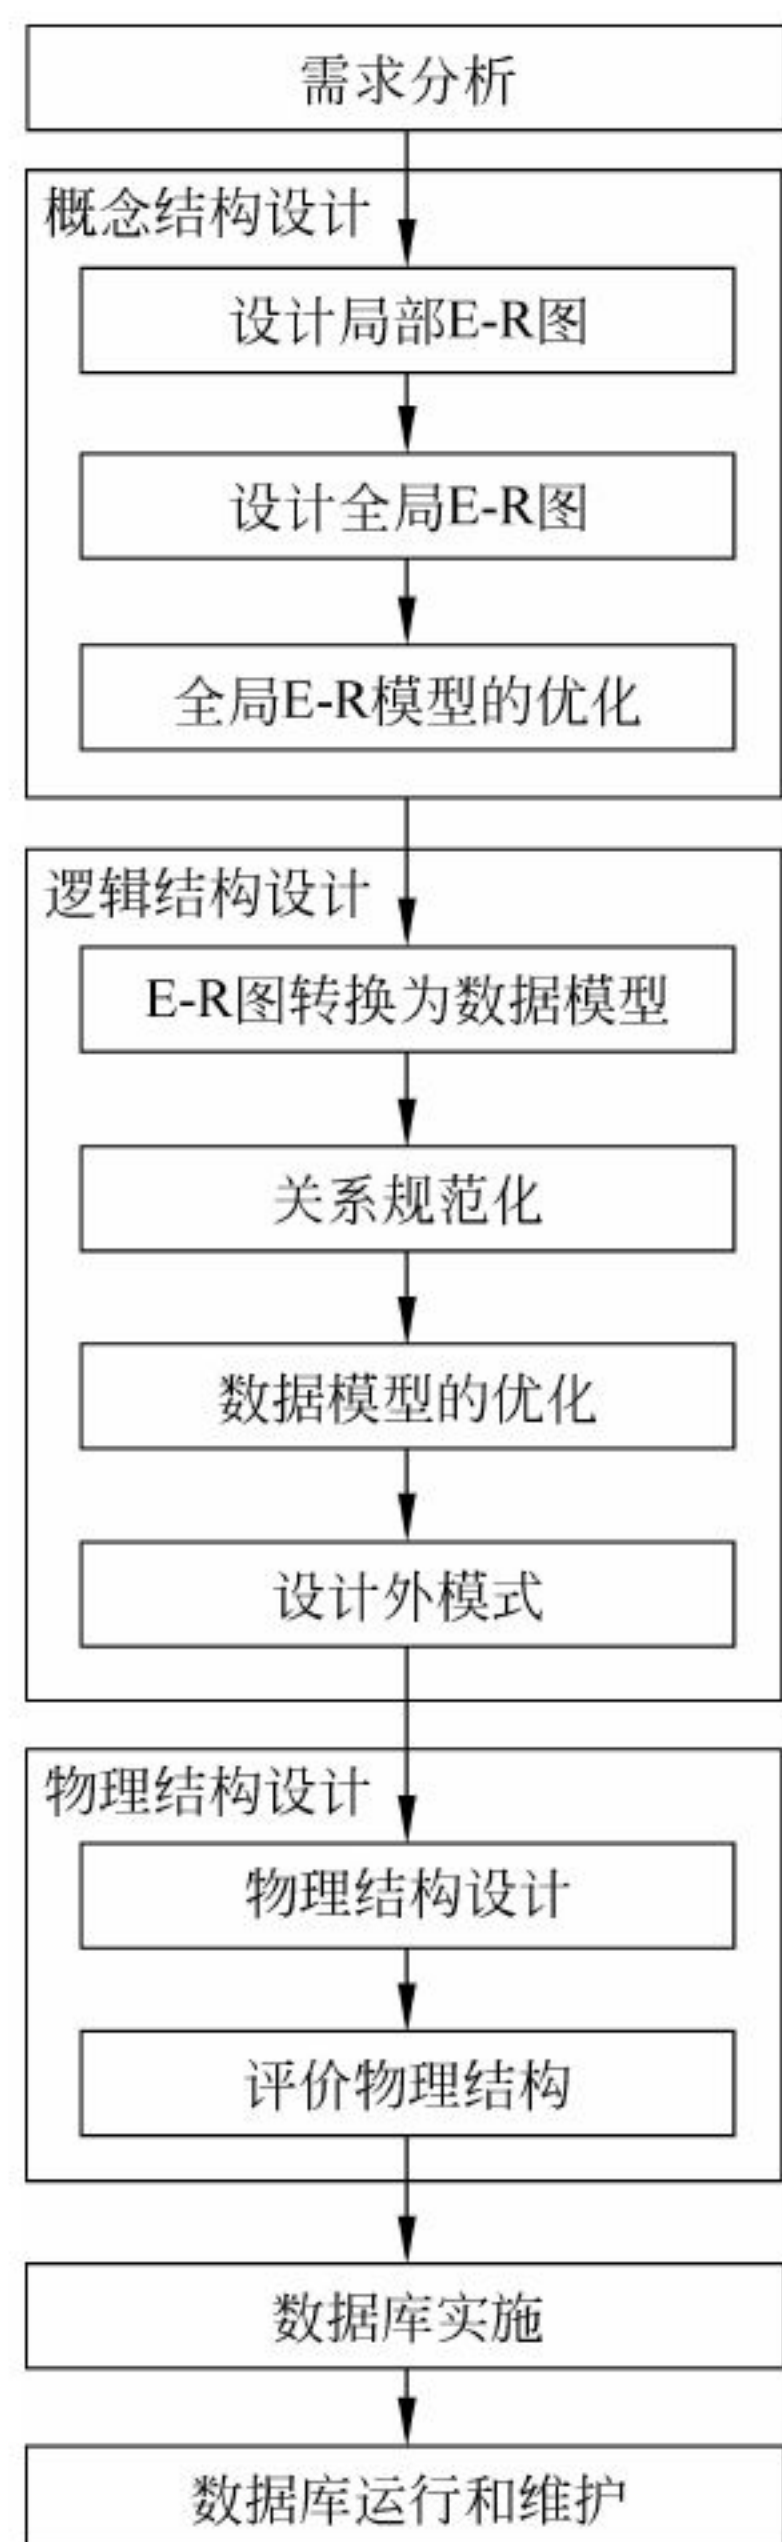 需求分析
概念结构设计
设计局部E-R图
设计全局E-R图
全局E-R模型的优化
逻辑结构设计
E-R图转换为数据模型
关系规范化
数据模型的优化
设计外模式
物理结构设计
物理结构设计
评价物理结构
数据库实施
数据库运行和维护